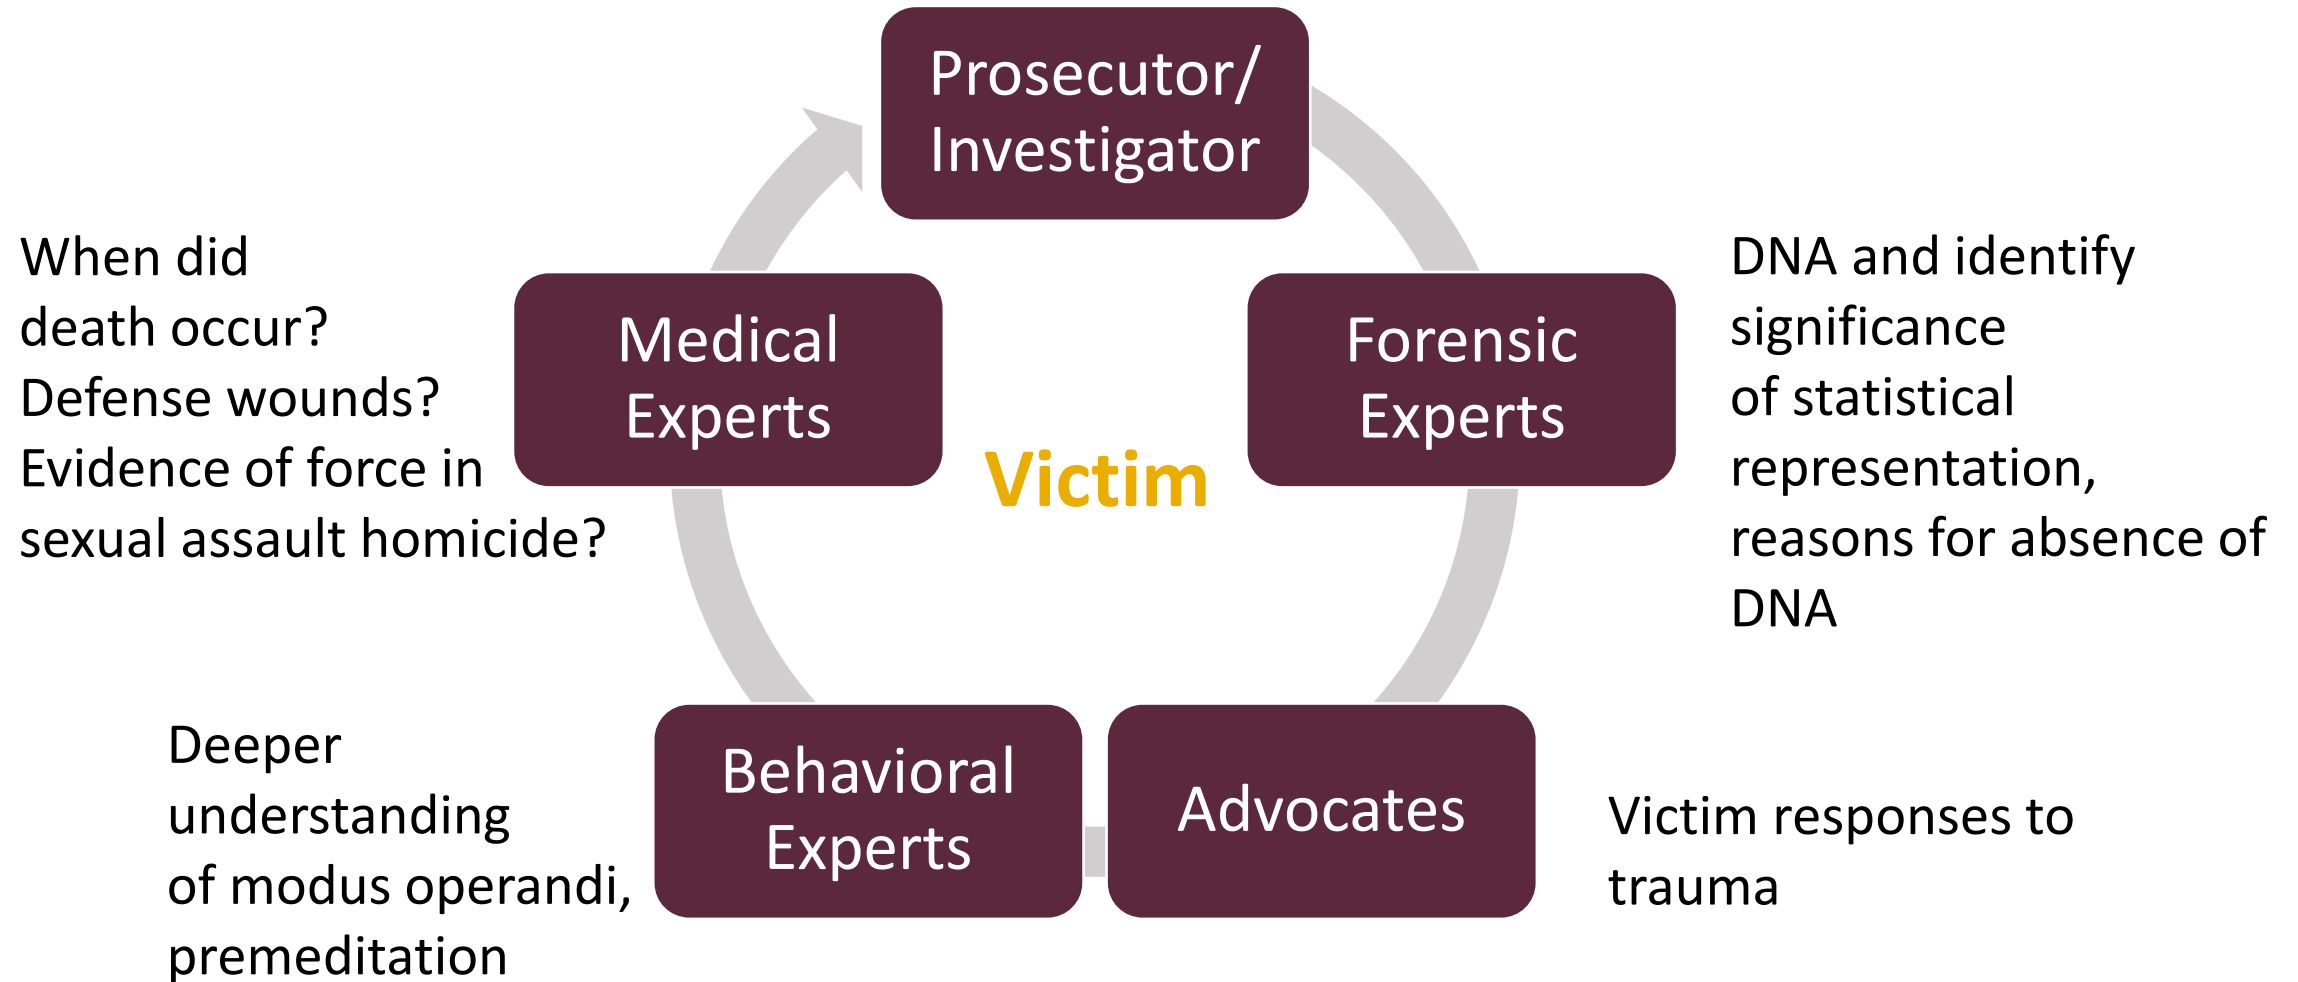 Prosecutor/
Investigator
When did
death occur?
Defense wounds?
Evidence of force in
sexual assault homicide?
Medical
Experts
Victim
Forensic
Experts
DNA and identify
significance
of statistical
representation,
reasons for absence of
DNA
Deeper
understanding
of modus operandi,
premeditation
Behavioral
Experts
Advocates
Victim responses to
trauma